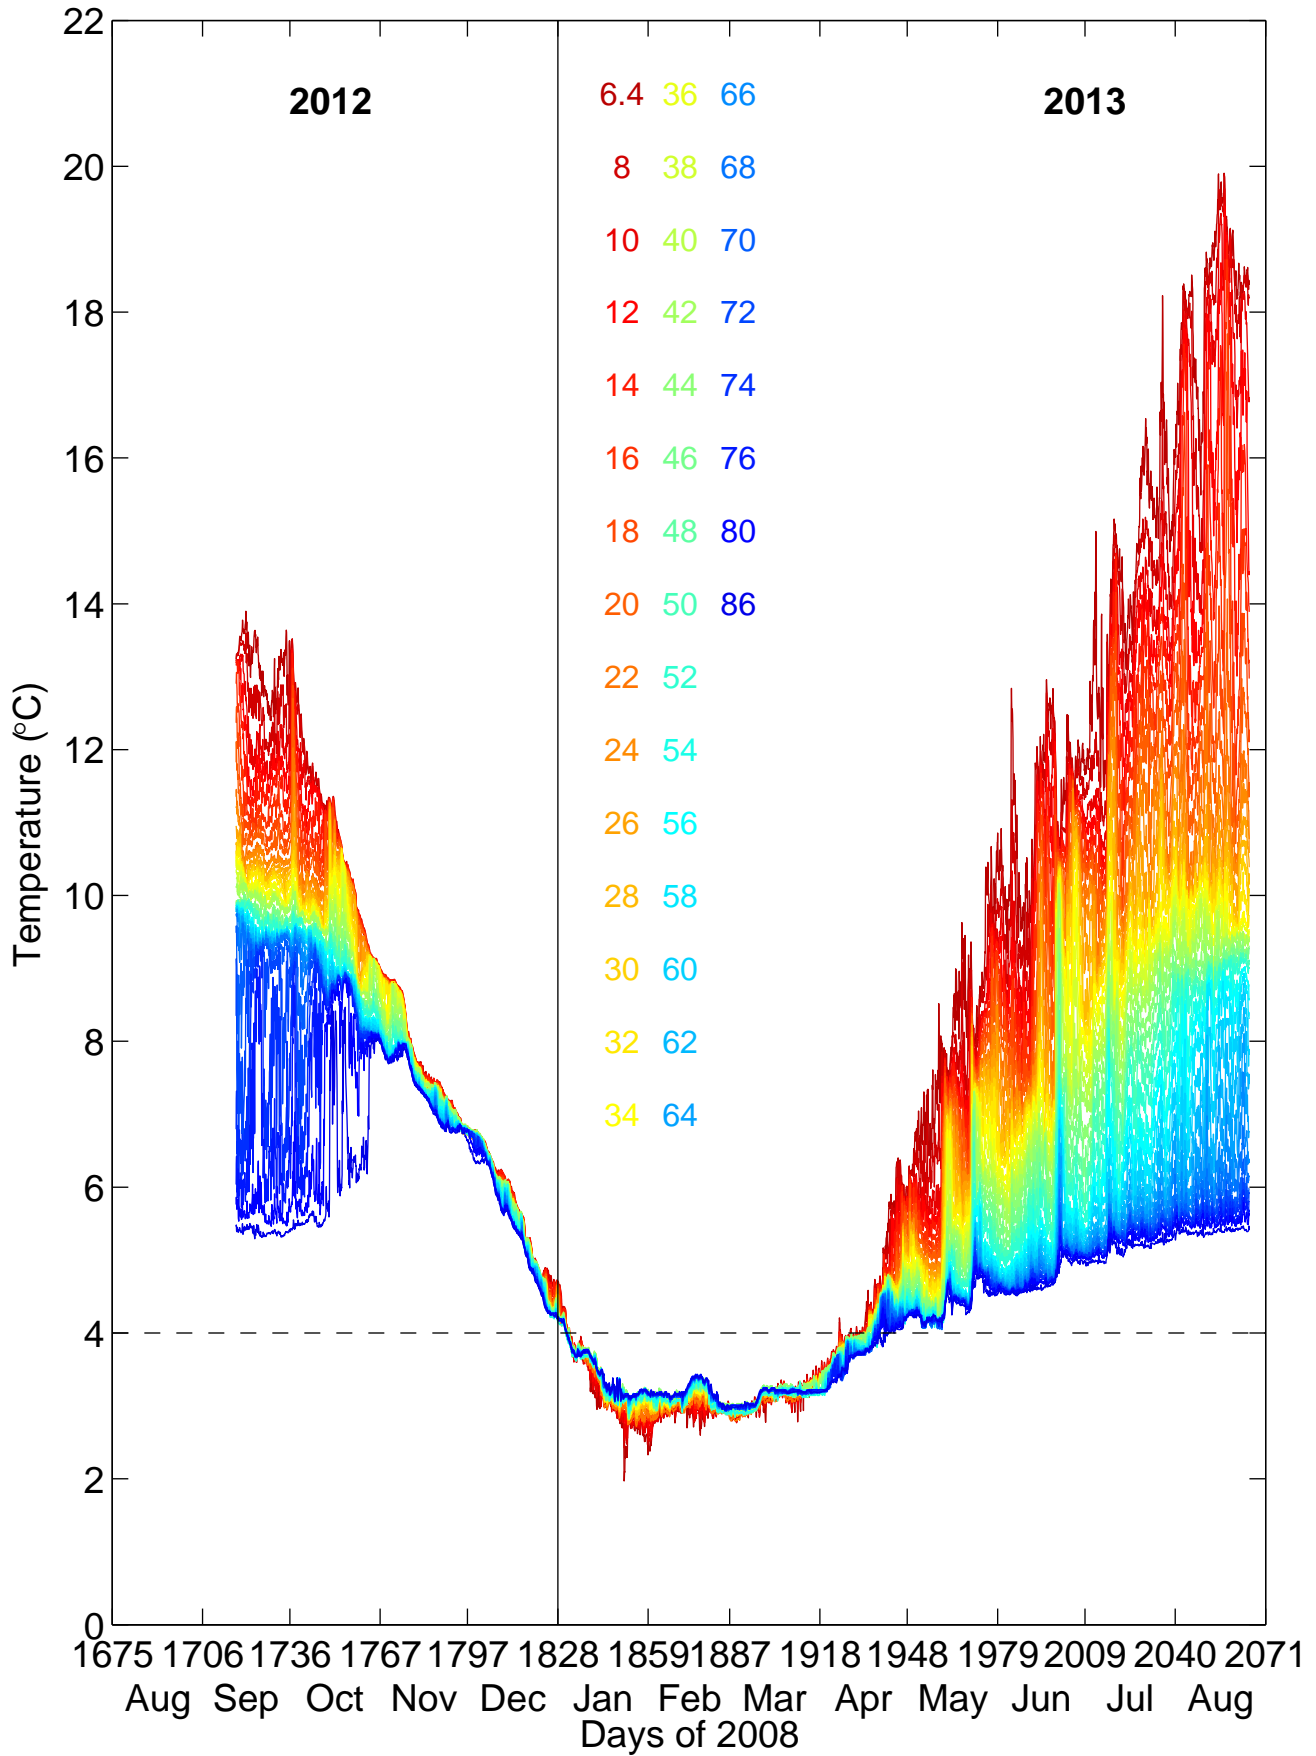 22
2012
6.4 36 66
2013
20
8 38 68
10 40 70
18
12 42 72
14 44 74
16
16 46 76
18 48 80
14
20 50 86
22 52
12
24 54
26 56
10
28 58
30 60
8
32 62
34 64
6
4
2
0
Temperature (°C)
1675 1706 1736 1767 1797 1828 1859 1887 1918 1948 1979 2009 2040 2071
Aug Sep Oct Nov Dec Jan Feb Mar Apr May Jun Jul Aug
Days of 2008